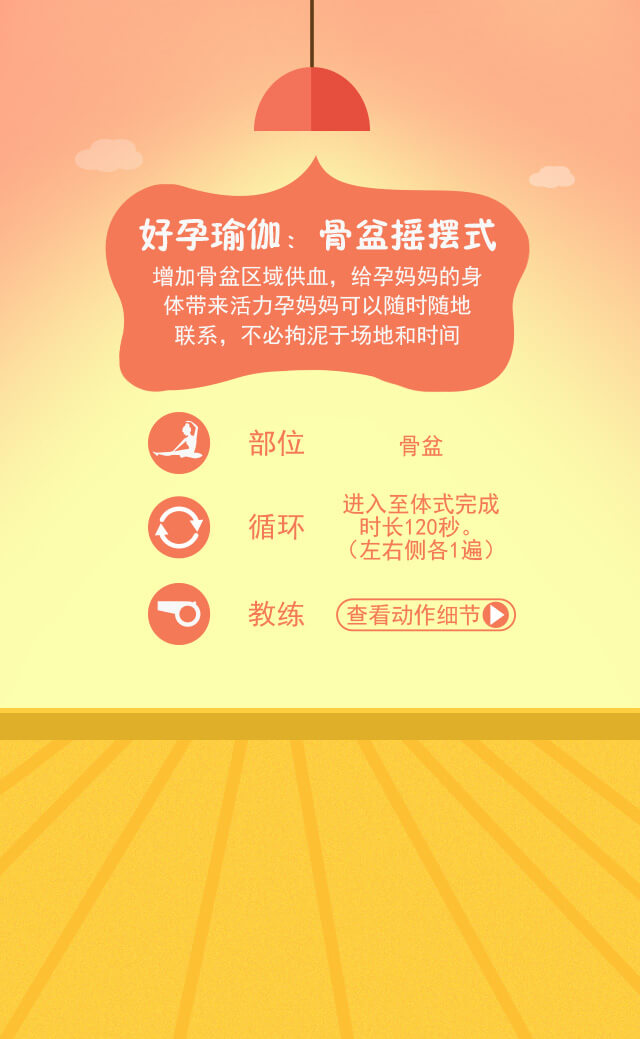 好孕瑜伽：骨盆摇摆式
增加骨盆区域供血，给孕妈妈的身
体带来活力孕妈妈可以随时随地
联系，不必拘泥于场地和时间
部位 骨盆
循环 进入至体式完成
时长120秒。
（左右侧各1遍）
教练 查看动作细节